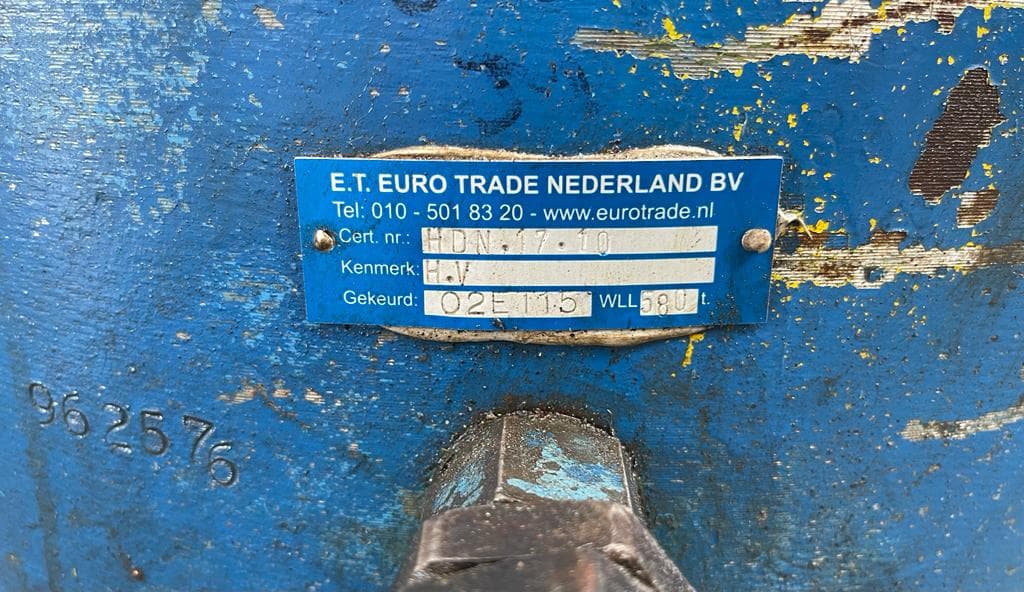 E.T. EURO TRADE NEDERLAND BV
Tel: 010 - 501 83 20 - www.eurotrade.nl
Cert. nr.: HDN.17.10
Kenmerk: H.V
Gekeurd: 02E115 WLL 580 t.
962576